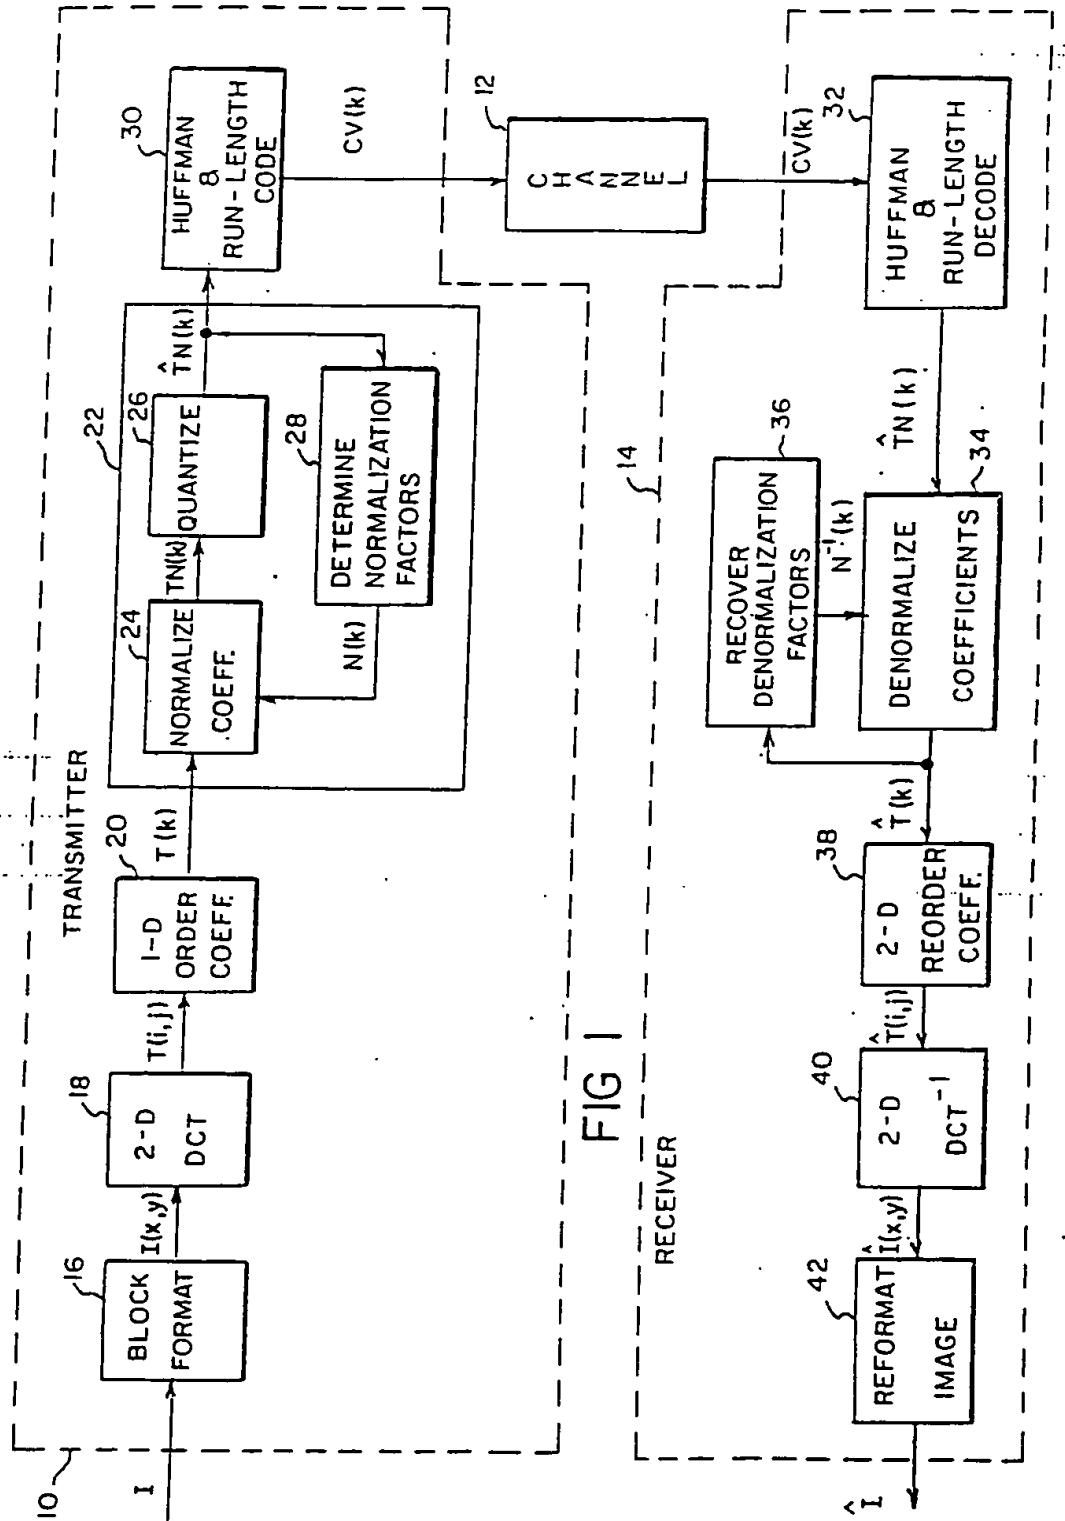 TRANSMITTER
10
I
16
BLOCK
FORMAT
I(x,y)
18
2-D
DCT
T(i,j)
20
1-D
ORDER
COEFF.
T(k)
22
24
NORMALIZE
COEFF.
TN(k)
26
QUANTIZE
T̂N(k)
28
DETERMINE
NORMALIZATION
FACTORS
N(k)
30
HUFFMAN
&
RUN-LENGTH
CODE
CV(k)
12
CHANNEL
FIG 1
14
RECEIVER
CV(k)
32
HUFFMAN
&
RUN-LENGTH
DECODE
T̂N(k)
34
DENORMALIZE
COEFFICIENTS
36
RECOVER
DENORMALIZATION
FACTORS
N⁻¹(k)
T̂(k)
38
2-D
REORDER
COEFF.
T̂(i,j)
40
2-D
DCT⁻¹
Î(x,y)
42
REFORMAT
IMAGE
Î